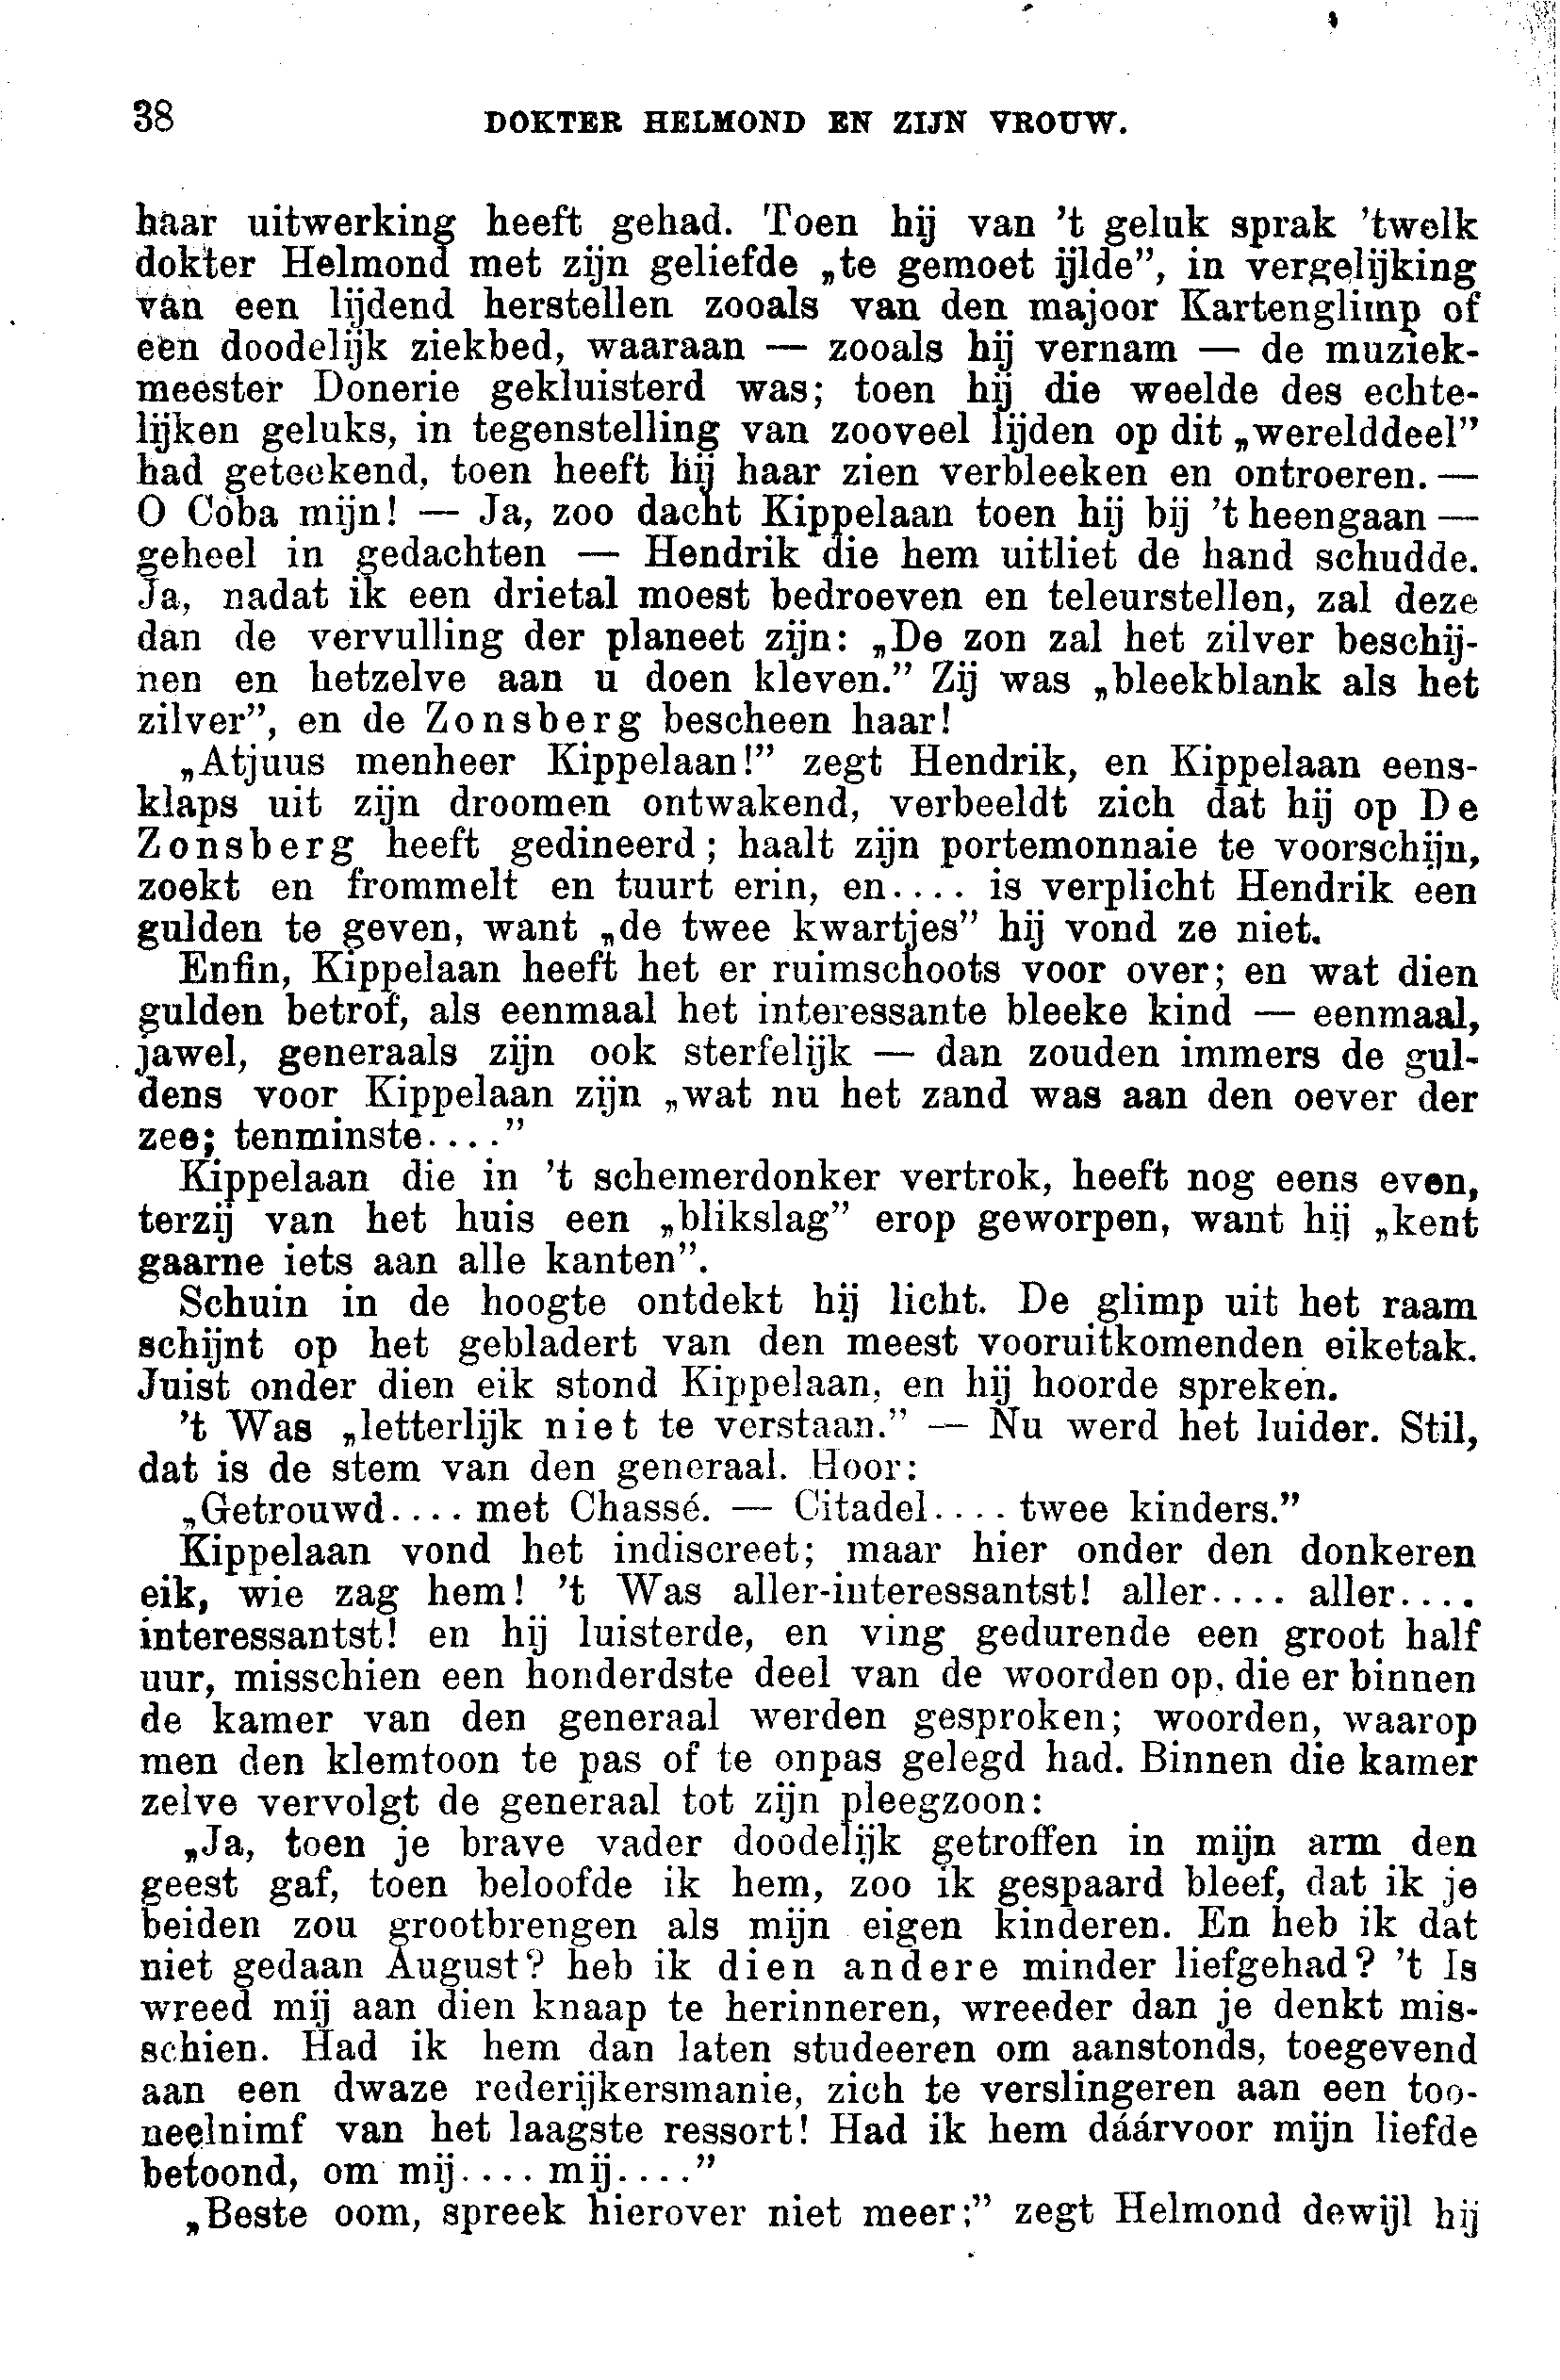 38 DOKTER HELMOND EN ZIJN VROUW.
haar uitwerking heeft gehad. Toen hij van 't geluk sprak 'twelk
dokter Helmond met zijn geliefde „te gemoet ijlde”, in vergelijking
van een lijdend herstellen zooals van den majoor Kartenglimp of
een doodelijk ziekbed, waaraan — zooals hij vernam — de muziek-
meester Donerie gekluisterd was; toen hij die weelde des echte-
lijken geluks, in tegenstelling van zooveel lijden op dit „werelddeel”
had geteekend, toen heeft hij haar zien verbleeken en ontroeren. —
O Coba mijn! — Ja, zoo dacht Kippelaan toen hij bij 't heengaan —
geheel in gedachten — Hendrik die hem uitliet de hand schudde.
Ja, nadat ik een drietal moest bedroeven en teleurstellen, zal deze
dan de vervulling der planeet zijn: „De zon zal het zilver beschij-
nen en hetzelve aan u doen kleven.” Zij was „bleekblank als het
zilver”, en de Zonsberg bescheen haar!
„Atjuus menheer Kippelaan!” zegt Hendrik, en Kippelaan eens-
klaps uit zijn droomen ontwakend, verbeeldt zich dat hij op De
Zonsberg heeft gedineerd; haalt zijn portemonnaie te voorschijn,
zoekt en frommelt en tuurt erin, en.... is verplicht Hendrik een
gulden te geven, want „de twee kwartjes” hij vond ze niet.
Enfin, Kippelaan heeft het er ruimschoots voor over; en wat dien
gulden betrof, als eenmaal het interessante bleeke kind — eenmaal,
jawel, generaals zijn ook sterfelijk — dan zouden immers de gul-
dens voor Kippelaan zijn „wat nu het zand was aan den oever der
zee; tenminste....”
Kippelaan die in 't schemerdonker vertrok, heeft nog eens even,
terzij van het huis een „blikslag” erop geworpen, want hij „kent
gaarne iets aan alle kanten”.
Schuin in de hoogte ontdekt hij licht. De glimp uit het raam
schijnt op het gebladert van den meest vooruitkomenden eiketak.
Juist onder dien eik stond Kippelaan, en hij hoorde spreken.
't Was „letterlijk niet te verstaan.” — Nu werd het luider. Stil,
dat is de stem van den generaal. Hoor:
„Getrouwd.... met Chassé. — Citadel.... twee kinders.”
Kippelaan vond het indiscreet; maar hier onder den donkeren
eik, wie zag hem! 't Was aller-interessantst! aller.... aller....
interessantst! en hij luisterde, en ving gedurende een groot half
uur, misschien een honderdste deel van de woorden op, die er binnen
de kamer van den generaal werden gesproken; woorden, waarop
men den klemtoon te pas of te onpas gelegd had. Binnen die kamer
zelve vervolgt de generaal tot zijn pleegzoon:
„Ja, toen je brave vader doodelijk getroffen in mijn arm den
geest gaf, toen beloofde ik hem, zoo ik gespaard bleef, dat ik je
beiden zou grootbrengen als mijn eigen kinderen. En heb ik dat
niet gedaan August? heb ik dien andere minder liefgehad? 't Is
wreed mij aan dien knaap te herinneren, wreeder dan je denkt mis-
schien. Had ik hem dan laten studeeren om aanstonds, toegevend
aan een dwaze rederijkersmanie, zich te verslingeren aan een too-
neelnimf van het laagste ressort! Had ik hem dáárvoor mijn liefde
betoond, om mij.... mij....”
„Beste oom, spreek hierover niet meer;” zegt Helmond dewijl hij